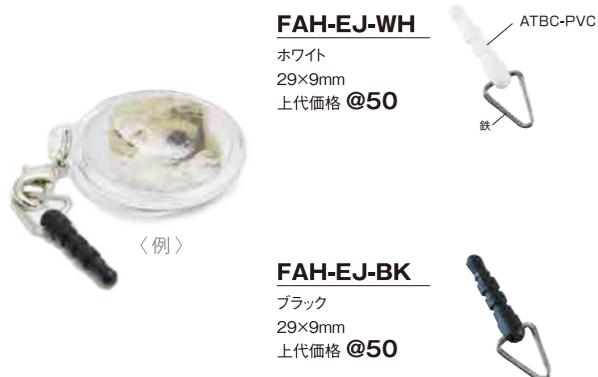 FAH-EJ-WH
ホワイト
29×9mm
上代価格 @50
ATBC-PVC
鉄
〈例〉
FAH-EJ-BK
ブラック
29×9mm
上代価格 @50